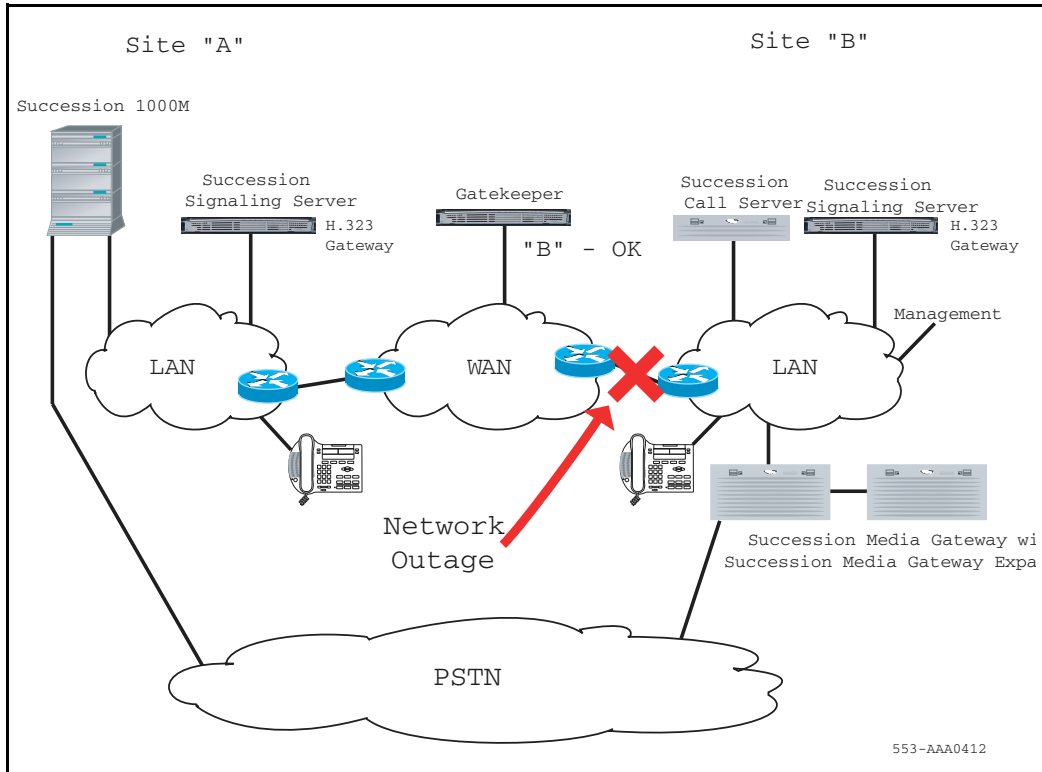 Site "A"
Site "B"
Succession 1000M
Succession
Signaling Server
H.323
Gateway
Gatekeeper
"B" - OK
Succession
Call Server
Succession
Signaling Server
H.323
Gateway
Management
LAN
WAN
LAN
Network
Outage
Succession Media Gateway wi
Succession Media Gateway Expa
PSTN
553-AAA0412